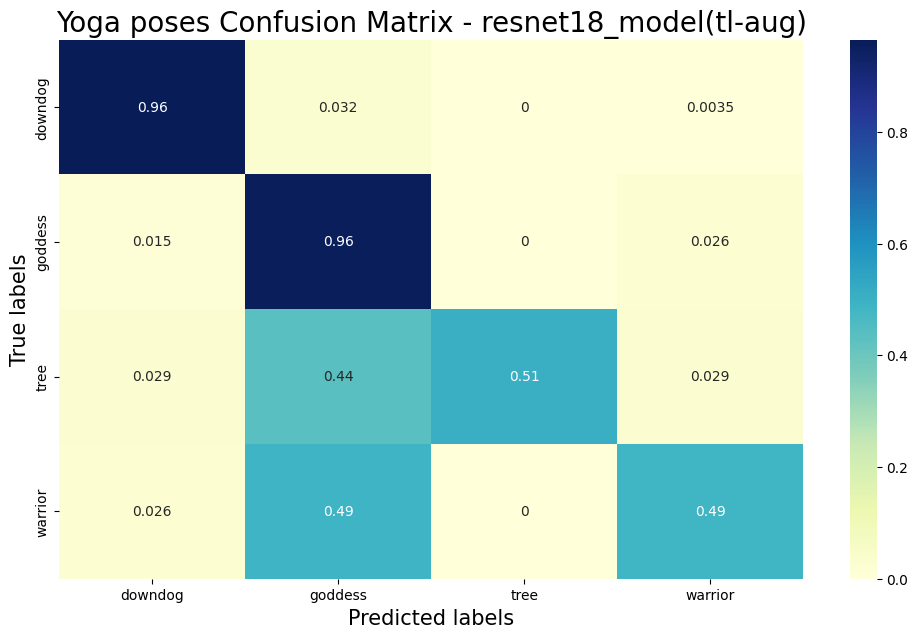 Yoga poses Confusion Matrix - resnet18_model(tl-aug)
True labels
downdog
0.96
0.032
0
0.0035
goddess
0.015
0.96
0
0.026
tree
0.029
0.44
0.51
0.029
warrior
0.026
0.49
0
0.49
downdog
goddess
tree
warrior
Predicted labels
0.8
0.6
0.4
0.2
0.0